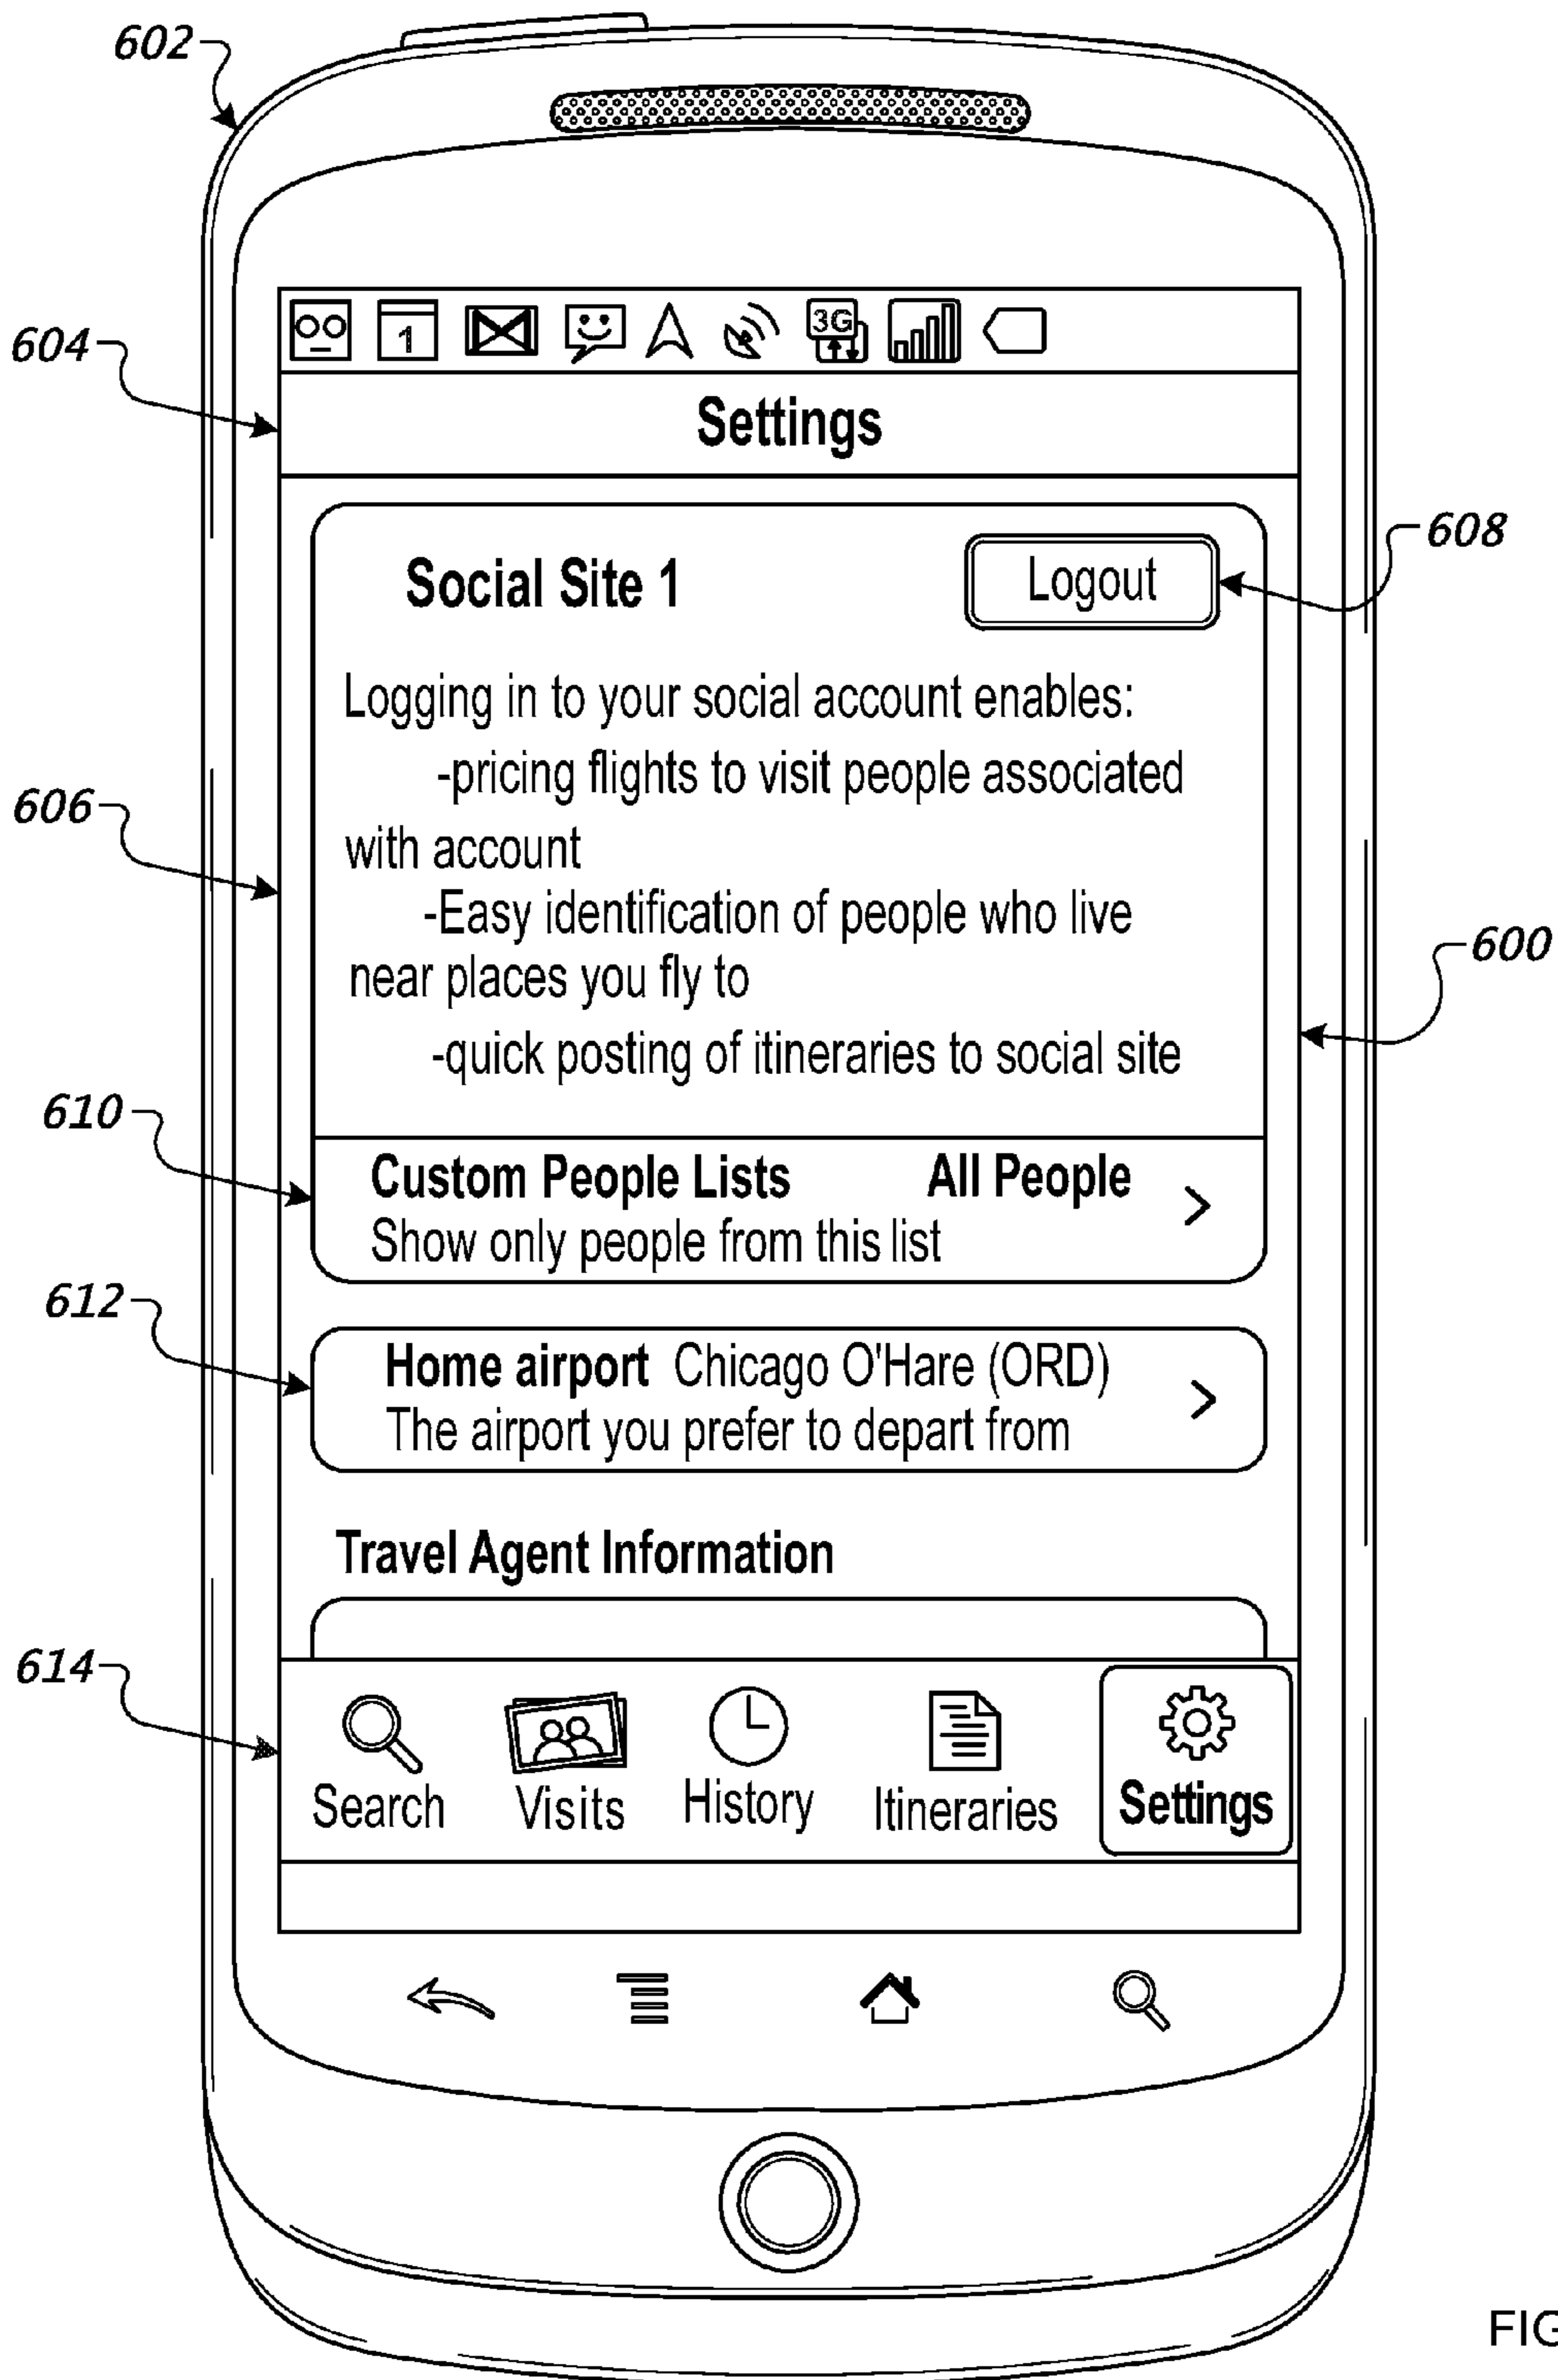 602
1
3G
604
Settings
Social Site 1
Logout
608
Logging in to your social account enables:
-pricing flights to visit people associated
606
with account
-Easy identification of people who live
600
near places you fly to
-quick posting of itineraries to social site
610
Custom People Lists All People
>
Show only people from this list
612
Home airport Chicago O'Hare (ORD)
>
The airport you prefer to depart from
Travel Agent Information
614
Search Visits History Itineraries Settings
FIG